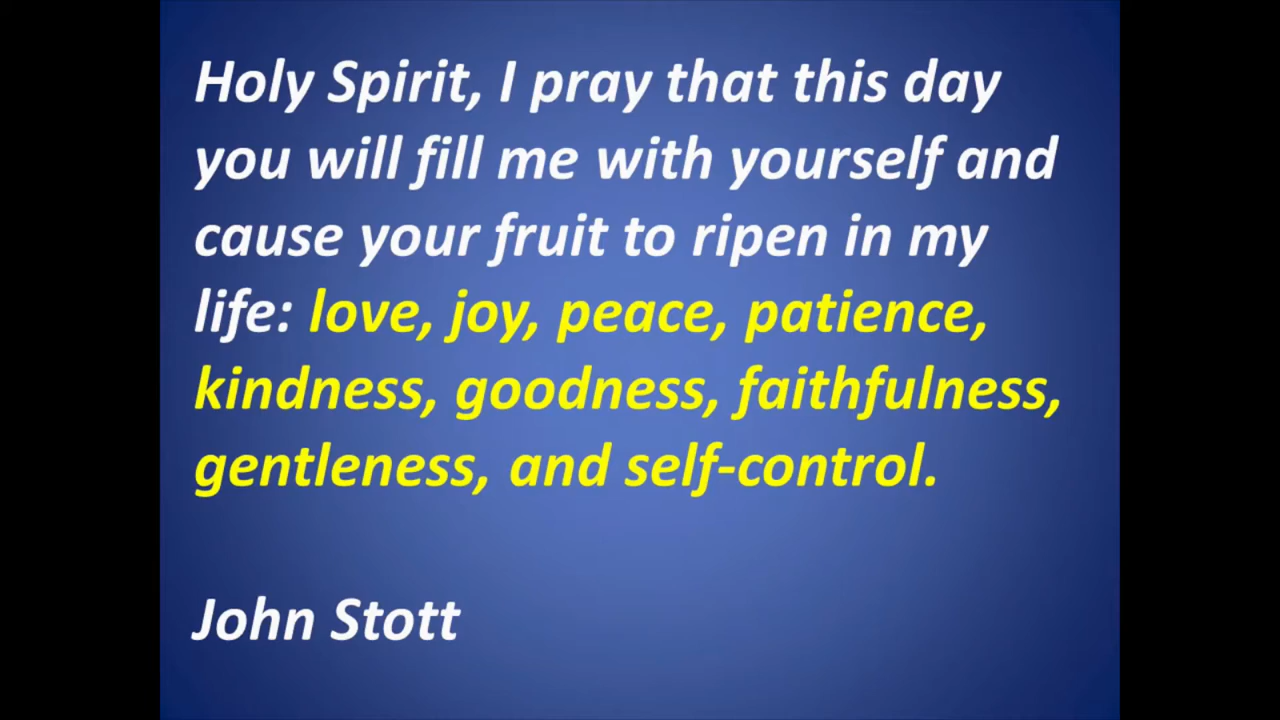 Holy Spirit, I pray that this day
you will fill me with yourself and
cause your fruit to ripen in my
life: love, joy, peace, patience,
kindness, goodness, faithfulness,
gentleness, and self-control.
John Stott